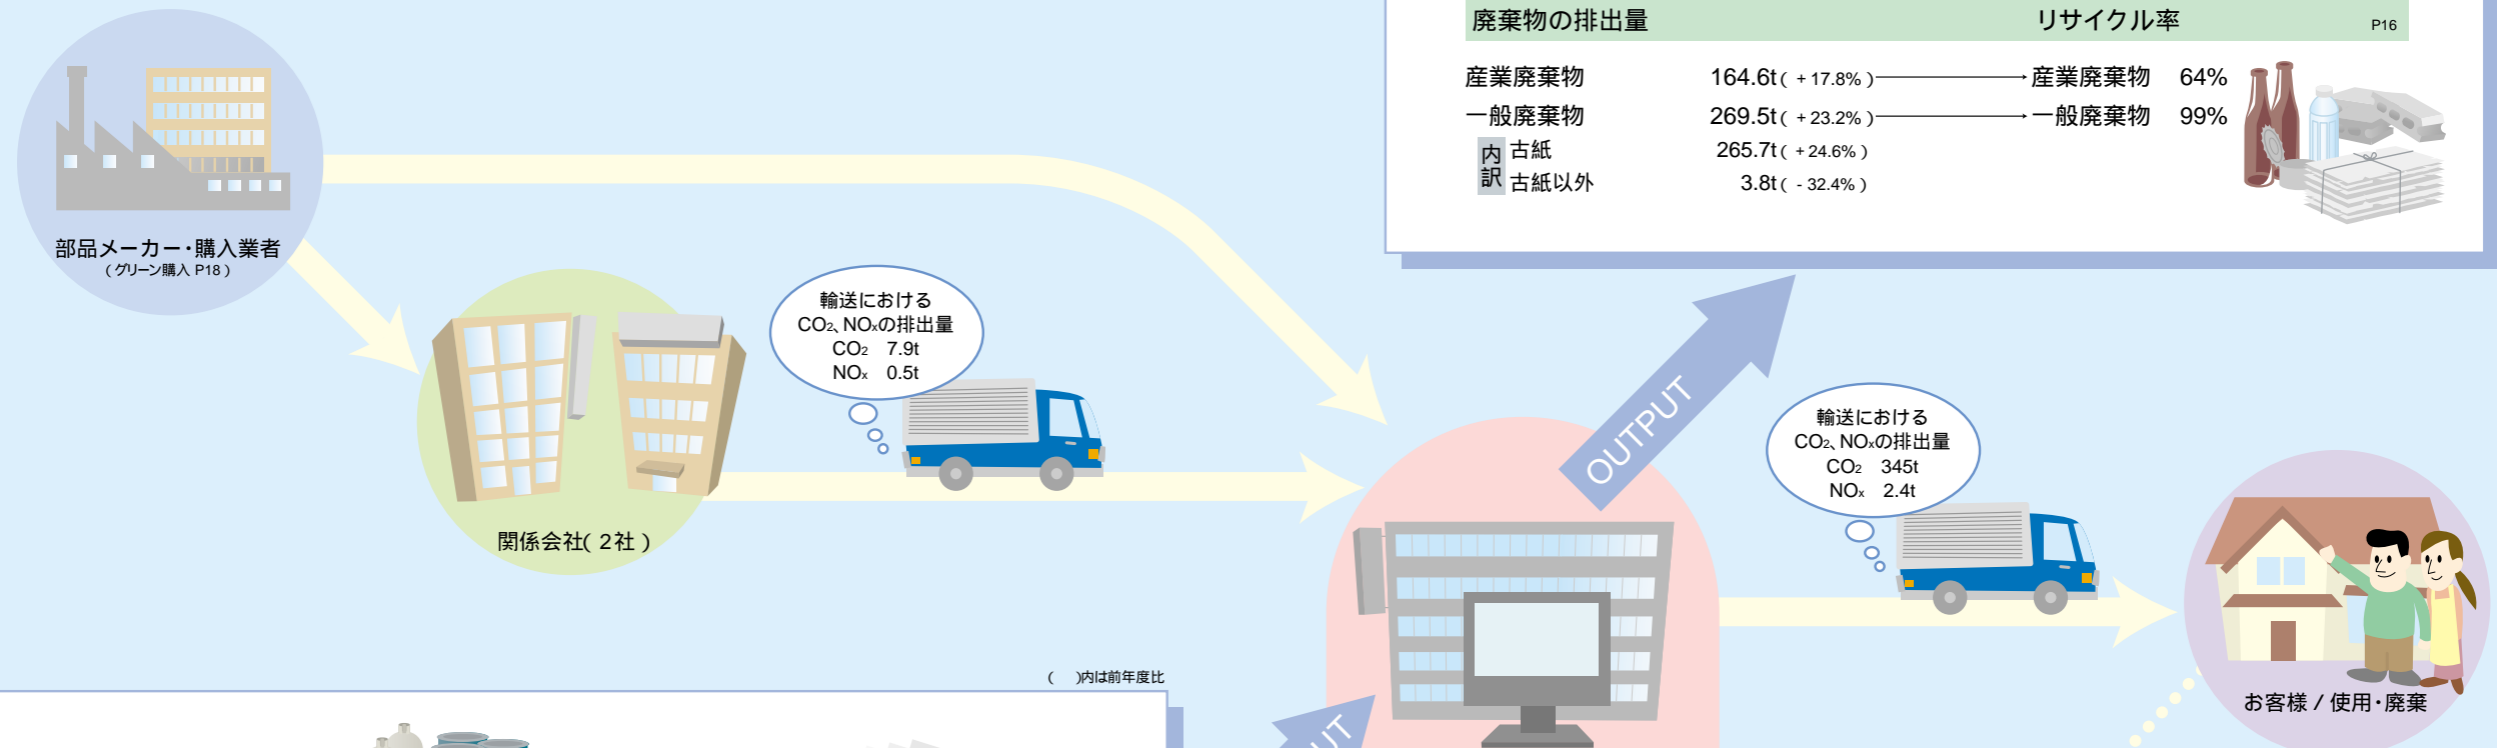 廃棄物の排出量 リサイクル率 P16
産業廃棄物 164.6t( +17.8% ) 産業廃棄物 64%
一般廃棄物 269.5t( +23.2% ) 一般廃棄物 99%
内訳
古紙 265.7t( +24.6% )
古紙以外 3.8t( -32.4% )
部品メーカー・購入業者
( グリーン購入 P18 )
輸送における
CO₂、NOxの排出量
CO₂ 7.9t
NOx 0.5t
関係会社( 2社 )
OUTPUT
輸送における
CO₂、NOxの排出量
CO₂ 345t
NOx 2.4t
お客様 / 使用・廃棄
( )内は前年度比
UT